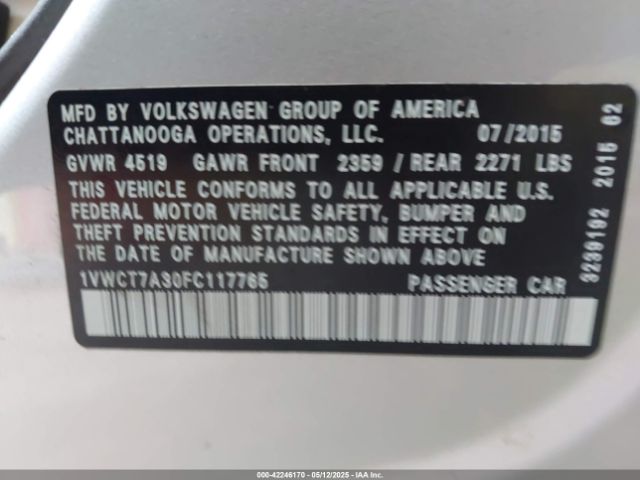 MFD BY VOLKSWAGEN GROUP OF AMERICA
CHATTANOOGA OPERATIONS, LLC. 07/2015
GVWR 4519 GAWR FRONT 2359 / REAR 2271 LBS
THIS VEHICLE CONFORMS TO ALL APPLICABLE U.S.
FEDERAL MOTOR VEHICLE SAFETY, BUMPER AND
THEFT PREVENTION STANDARDS IN EFFECT ON
THE DATE OF MANUFACTURE SHOWN ABOVE
1VWCT7A30FC117765 PASSENGER CAR
3239192 2015 02
000-42246170 - 05/12/2025 - IAA Inc.